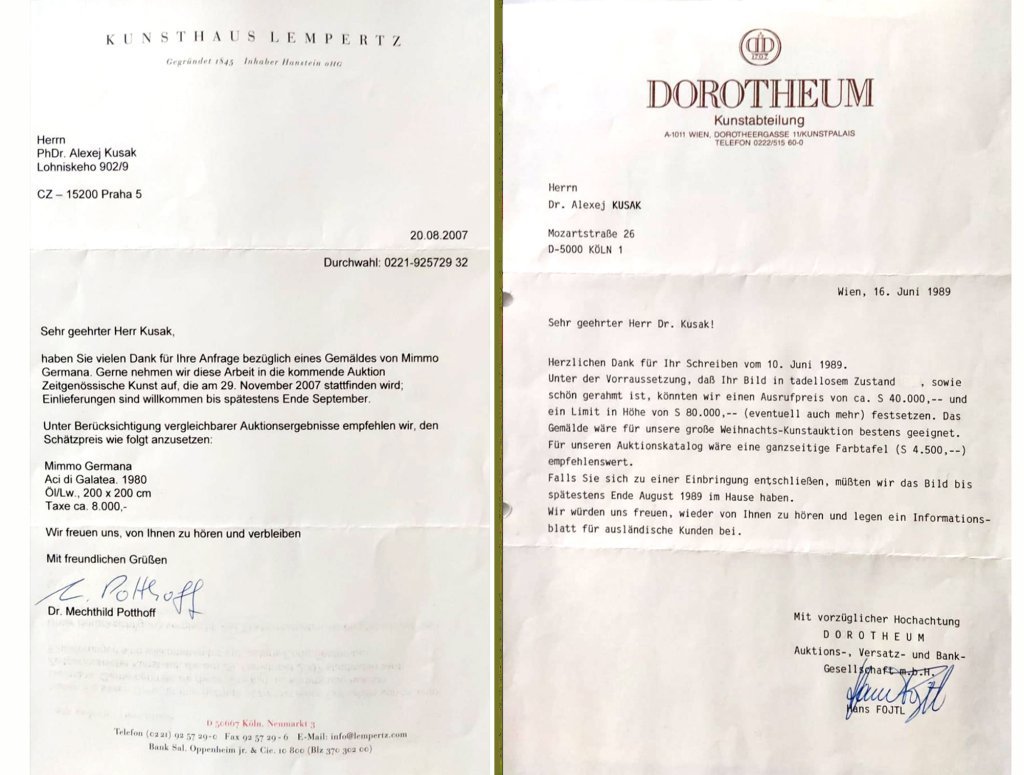 KUNSTHAUS LEMPERTZ
Gegründet 1845 Inhaber Hanstein oHG
Herrn
PhDr. Alexej Kusak
Lohniskeho 902/9
CZ – 15200 Praha 5
20.08.2007
Durchwahl: 0221-925729 32
Sehr geehrter Herr Kusak,
haben Sie vielen Dank für Ihre Anfrage bezüglich eines Gemäldes von Mimmo
Germana. Gerne nehmen wir diese Arbeit in die kommende Auktion
Zeitgenössische Kunst auf, die am 29. November 2007 stattfinden wird;
Einlieferungen sind willkommen bis spätestens Ende September.
Unter Berücksichtigung vergleichbarer Auktionsergebnisse empfehlen wir, den
Schätzpreis wie folgt anzusetzen:
Mimmo Germana
Aci di Galatea. 1980
Öl/Lw., 200 x 200 cm
Taxe ca. 8.000,-
Wir freuen uns, von Ihnen zu hören und verbleiben
Mit freundlichen Grüßen
Potthoff
Dr. Mechthild Potthoff
D 50667 Köln, Neumarkt 3
Telefon (0221) 92 57 29-0 Fax 92 57 29-6 E-Mail: info@lempertz.com
Bank Sal. Oppenheim jr. & Cie. 10 800 (Blz 370 302 00)
1707
DOROTHEUM
Kunstabteilung
A-1011 WIEN, DOROTHEERGASSE 11/KUNSTPALAIS
TELEFON 0222/515 60-0
Herrn
Dr. Alexej KUSAK
Mozartstraße 26
D-5000 KÖLN 1
Wien, 16. Juni 1989
Sehr geehrter Herr Dr. Kusak!
Herzlichen Dank für Ihr Schreiben vom 10. Juni 1989.
Unter der Vorraussetzung, daß Ihr Bild in tadellosem Zustand , sowie
schön gerahmt ist, könnten wir einen Ausrufpreis von ca. S 40.000,-- und
ein Limit in Höhe von S 80.000,-- (eventuell auch mehr) festsetzen. Das
Gemälde wäre für unsere große Weihnachts-Kunstauktion bestens geeignet.
Für unseren Auktionskatalog wäre eine ganzseitige Farbtafel (S 4.500,--)
empfehlenswert.
Falls Sie sich zu einer Einbringung entschließen, müßten wir das Bild bis
spätestens Ende August 1989 im Hause haben.
Wir würden uns freuen, wieder von Ihnen zu hören und legen ein Informations-
blatt für ausländische Kunden bei.
Mit vorzüglicher Hochachtung
D O R O T H E U M
Auktions-, Versatz- und Bank-
Gesellschaft m.b.H.
Hans FOJTL